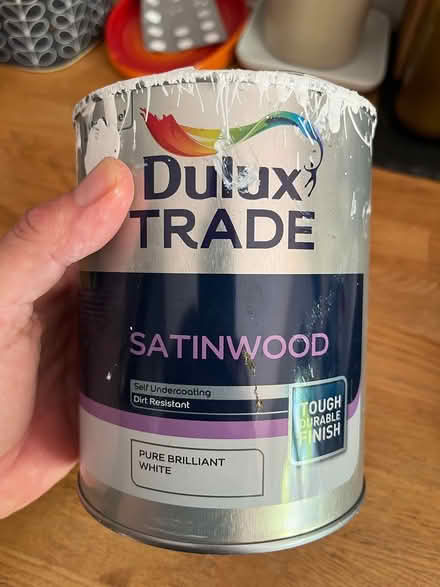 Dulux
TRADE
SATINWOOD
Self Undercoating
Dirt Resistant
TOUGH
DURABLE
FINISH
PURE BRILLIANT
WHITE